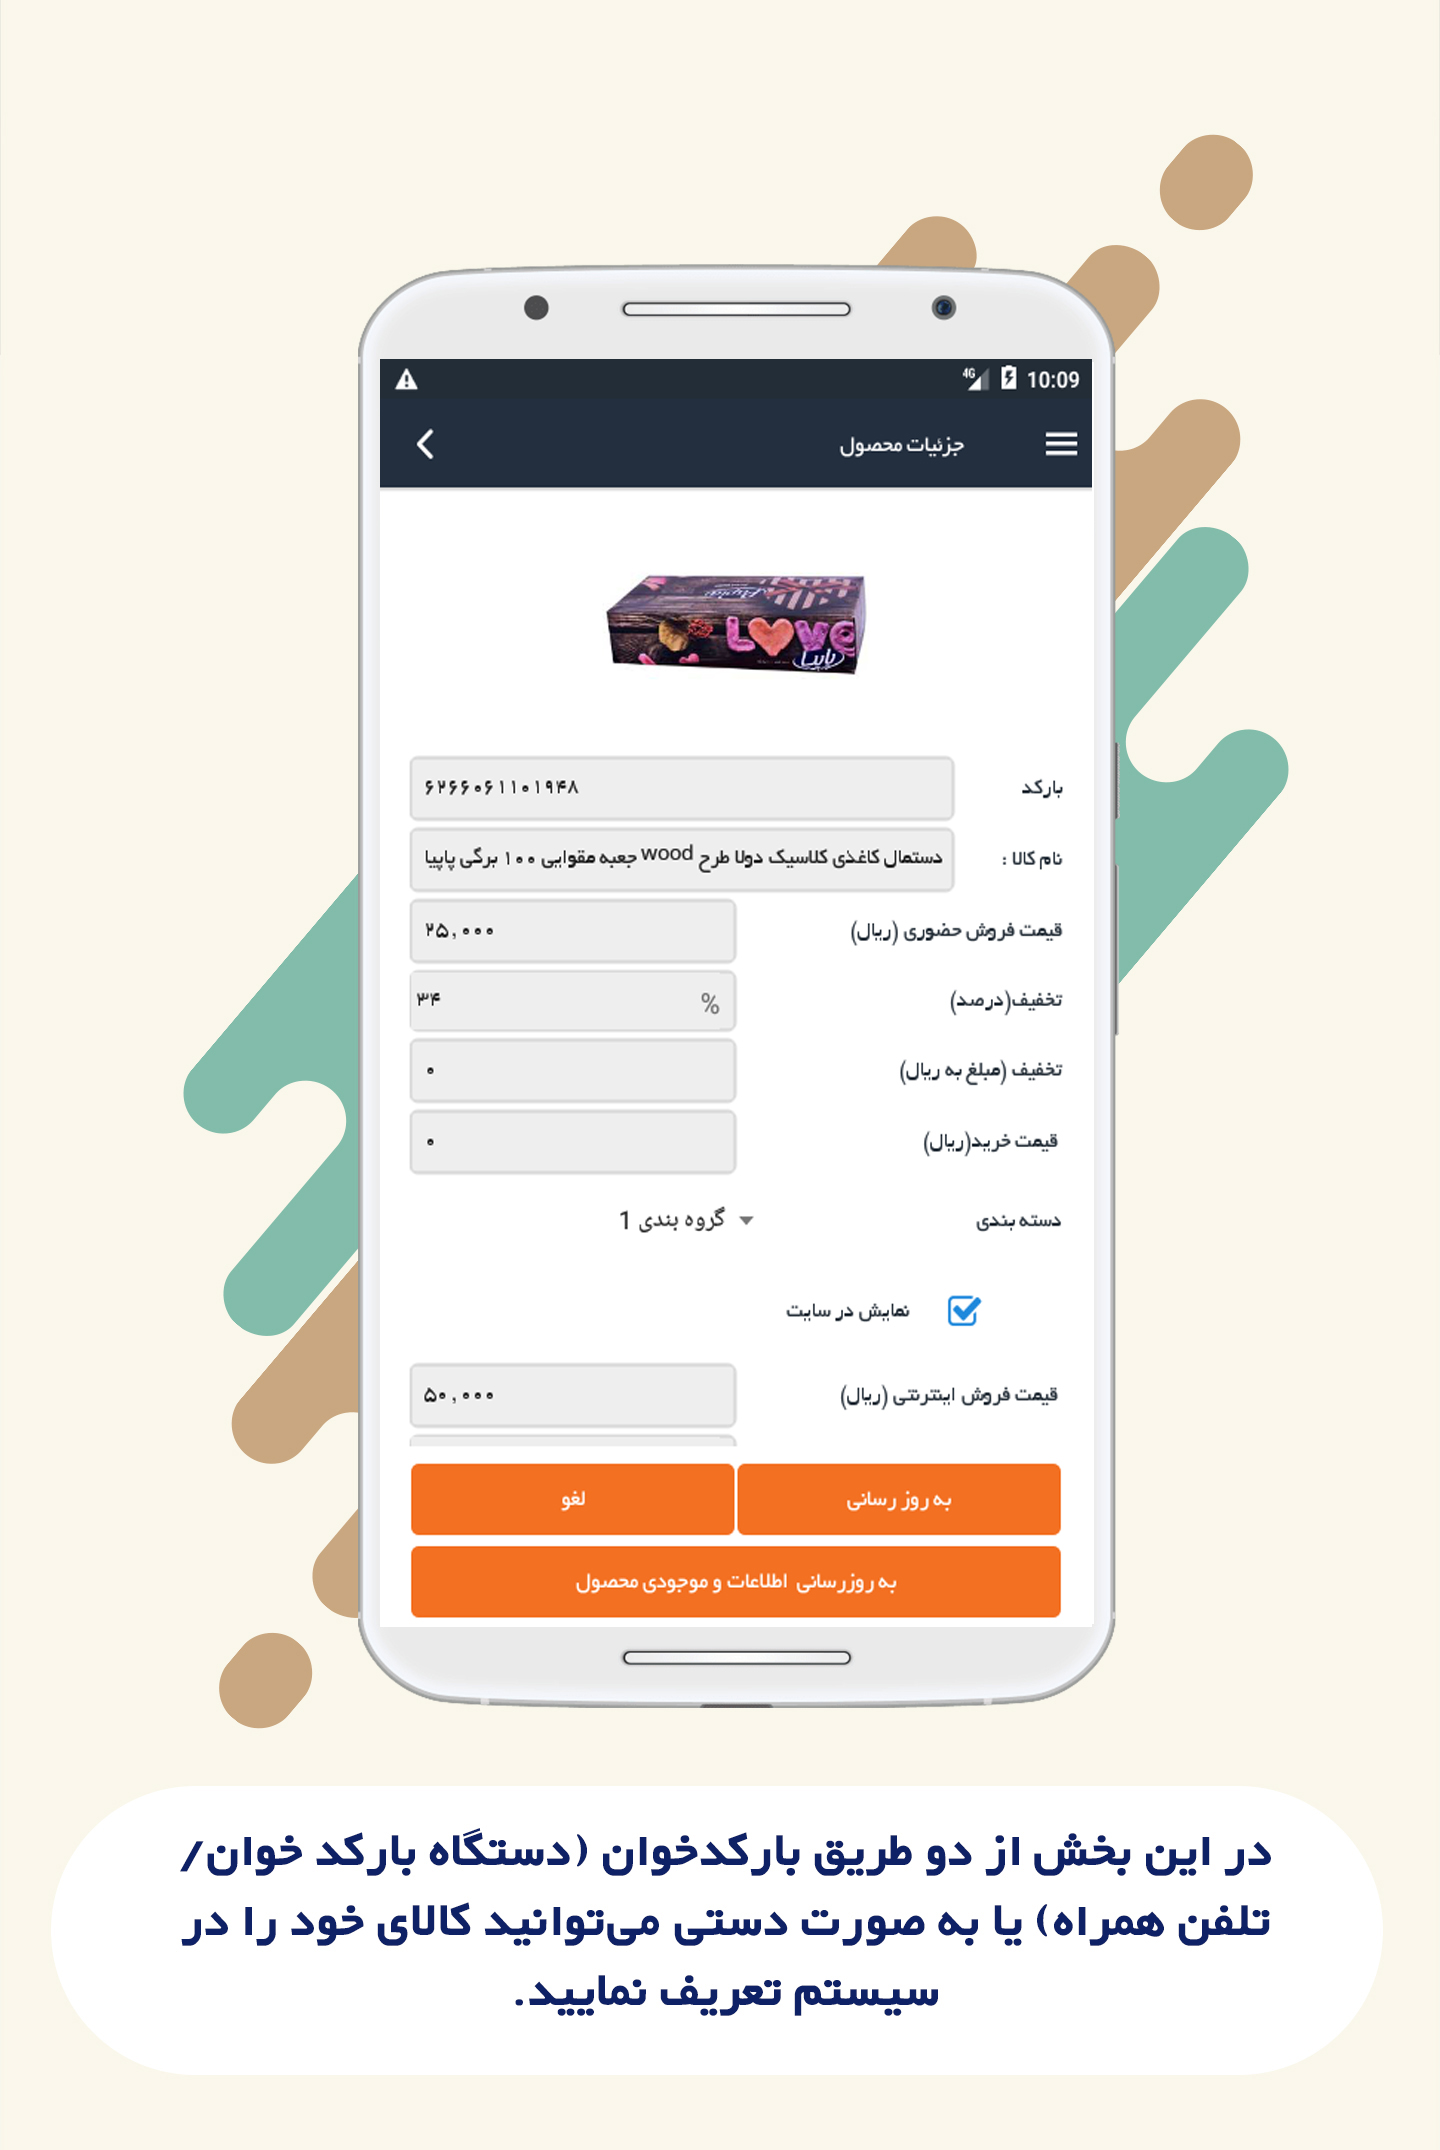 10:09
4G
جزئیات محصول
LOVE
پاپیا
Papia
بارکد
۶۲۶۶۰۶۱۱۰۱۹۴۸
نام کالا :
دستمال کاغذی کلاسیک دولا طرح wood جعبه مقوایی ۱۰۰ برگی پاپیا
قیمت فروش حضوری (ریال)
۲۵,۰۰۰
تخفیف(درصد)
% ۳۴
تخفیف (مبلغ به ریال)
۰
قیمت خرید(ریال)
۰
دسته بندی
گروه بندی 1
نمایش در سایت
قیمت فروش اینترنتی (ریال)
۵۰,۰۰۰
به روز رسانی
لغو
به روزرسانی اطلاعات و موجودی محصول
در این بخش از دو طریق بارکدخوان (دستگاه بارکد خوان/
تلفن همراه) یا به صورت دستی می‌توانید کالای خود را در
سیستم تعریف نمایید.